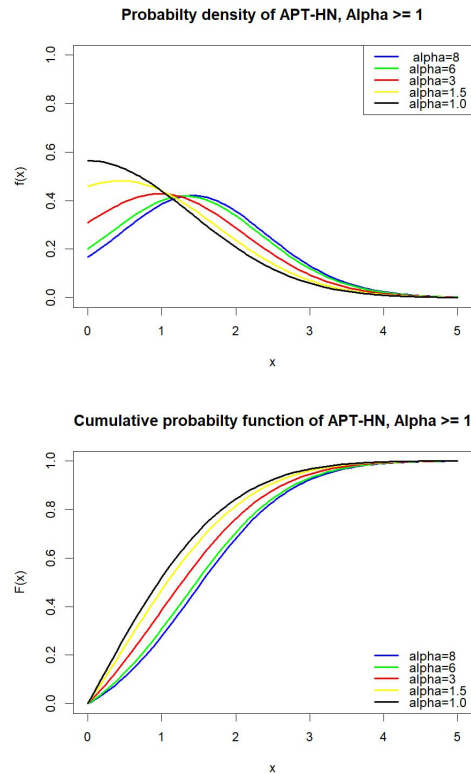 Probabilty density of APT-HN, Alpha >= 1
f(x)
1.0
0.8
0.6
0.4
0.2
0.0
alpha=8
alpha=6
alpha=3
alpha=1.5
alpha=1.0
0 1 2 3 4 5
x
Cumulative probabilty function of APT-HN, Alpha >= 1
F(x)
1.0
0.8
0.6
0.4
0.2
0.0
alpha=8
alpha=6
alpha=3
alpha=1.5
alpha=1.0
0 1 2 3 4 5
x